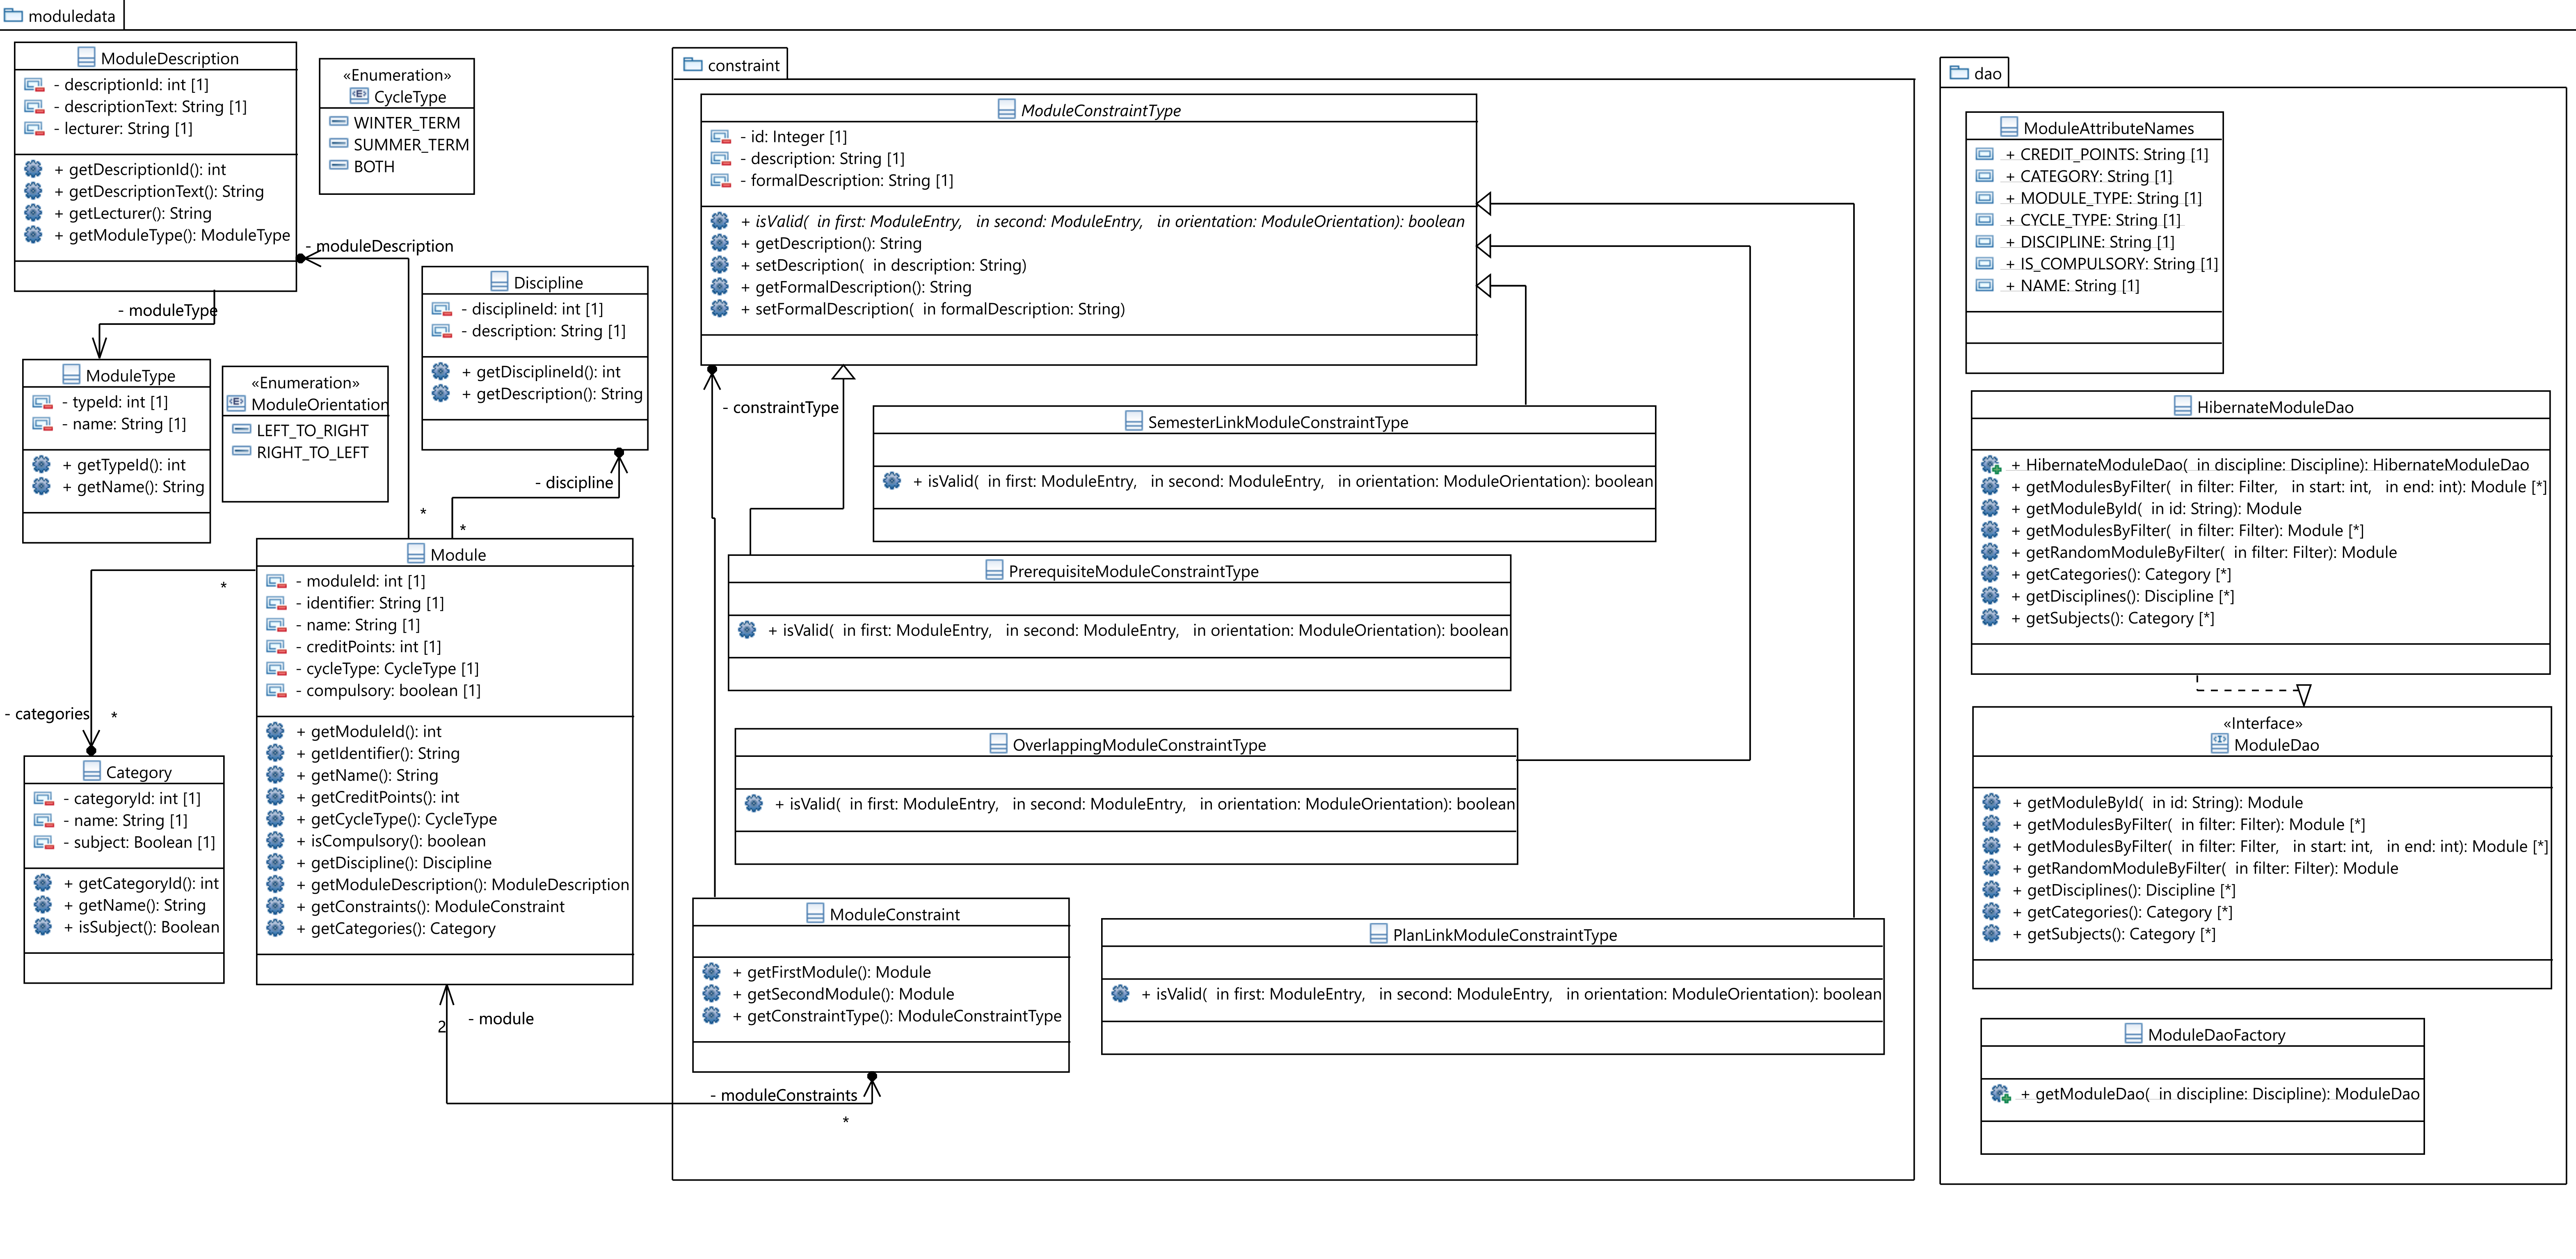 moduledata
ModuleDescription
- descriptionId: int [1]
- descriptionText: String [1]
- lecturer: String [1]
+ getDescriptionId(): int
+ getDescriptionText(): String
+ getLecturer(): String
+ getModuleType(): ModuleType
«Enumeration»
CycleType
WINTER_TERM
SUMMER_TERM
BOTH
- moduleDescription
*
- moduleType
ModuleType
- typeId: int [1]
- name: String [1]
+ getTypeId(): int
+ getName(): String
«Enumeration»
ModuleOrientation
LEFT_TO_RIGHT
RIGHT_TO_LEFT
Discipline
- disciplineId: int [1]
- description: String [1]
+ getDisciplineId(): int
+ getDescription(): String
- discipline
*
Module
- moduleId: int [1]
- identifier: String [1]
- name: String [1]
- creditPoints: int [1]
- cycleType: CycleType [1]
- compulsory: boolean [1]
+ getModuleId(): int
+ getIdentifier(): String
+ getName(): String
+ getCreditPoints(): int
+ getCycleType(): CycleType
+ isCompulsory(): boolean
+ getDiscipline(): Discipline
+ getModuleDescription(): ModuleDescription
+ getConstraints(): ModuleConstraint
+ getCategories(): Category
*
- categories
*
Category
- categoryId: int [1]
- name: String [1]
- subject: Boolean [1]
+ getCategoryId(): int
+ getName(): String
+ isSubject(): Boolean
2
- module
- moduleConstraints
*
constraint
ModuleConstraintType
- id: Integer [1]
- description: String [1]
- formalDescription: String [1]
+ isValid( in first: ModuleEntry, in second: ModuleEntry, in orientation: ModuleOrientation): boolean
+ getDescription(): String
+ setDescription( in description: String)
+ getFormalDescription(): String
+ setFormalDescription( in formalDescription: String)
- constraintType
SemesterLinkModuleConstraintType
+ isValid( in first: ModuleEntry, in second: ModuleEntry, in orientation: ModuleOrientation): boolean
PrerequisiteModuleConstraintType
+ isValid( in first: ModuleEntry, in second: ModuleEntry, in orientation: ModuleOrientation): boolean
OverlappingModuleConstraintType
+ isValid( in first: ModuleEntry, in second: ModuleEntry, in orientation: ModuleOrientation): boolean
ModuleConstraint
+ getFirstModule(): Module
+ getSecondModule(): Module
+ getConstraintType(): ModuleConstraintType
PlanLinkModuleConstraintType
+ isValid( in first: ModuleEntry, in second: ModuleEntry, in orientation: ModuleOrientation): boolean
dao
ModuleAttributeNames
+ CREDIT_POINTS: String [1]
+ CATEGORY: String [1]
+ MODULE_TYPE: String [1]
+ CYCLE_TYPE: String [1]
+ DISCIPLINE: String [1]
+ IS_COMPULSORY: String [1]
+ NAME: String [1]
HibernateModuleDao
+ HibernateModuleDao( in discipline: Discipline): HibernateModuleDao
+ getModulesByFilter( in filter: Filter, in start: int, in end: int): Module [*]
+ getModuleById( in id: String): Module
+ getModulesByFilter( in filter: Filter): Module [*]
+ getRandomModuleByFilter( in filter: Filter): Module
+ getCategories(): Category [*]
+ getDisciplines(): Discipline [*]
+ getSubjects(): Category [*]
«Interface»
ModuleDao
+ getModuleById( in id: String): Module
+ getModulesByFilter( in filter: Filter): Module [*]
+ getModulesByFilter( in filter: Filter, in start: int, in end: int): Module [*]
+ getRandomModuleByFilter( in filter: Filter): Module
+ getDisciplines(): Discipline [*]
+ getCategories(): Category [*]
+ getSubjects(): Category [*]
ModuleDaoFactory
+ getModuleDao( in discipline: Discipline): ModuleDao